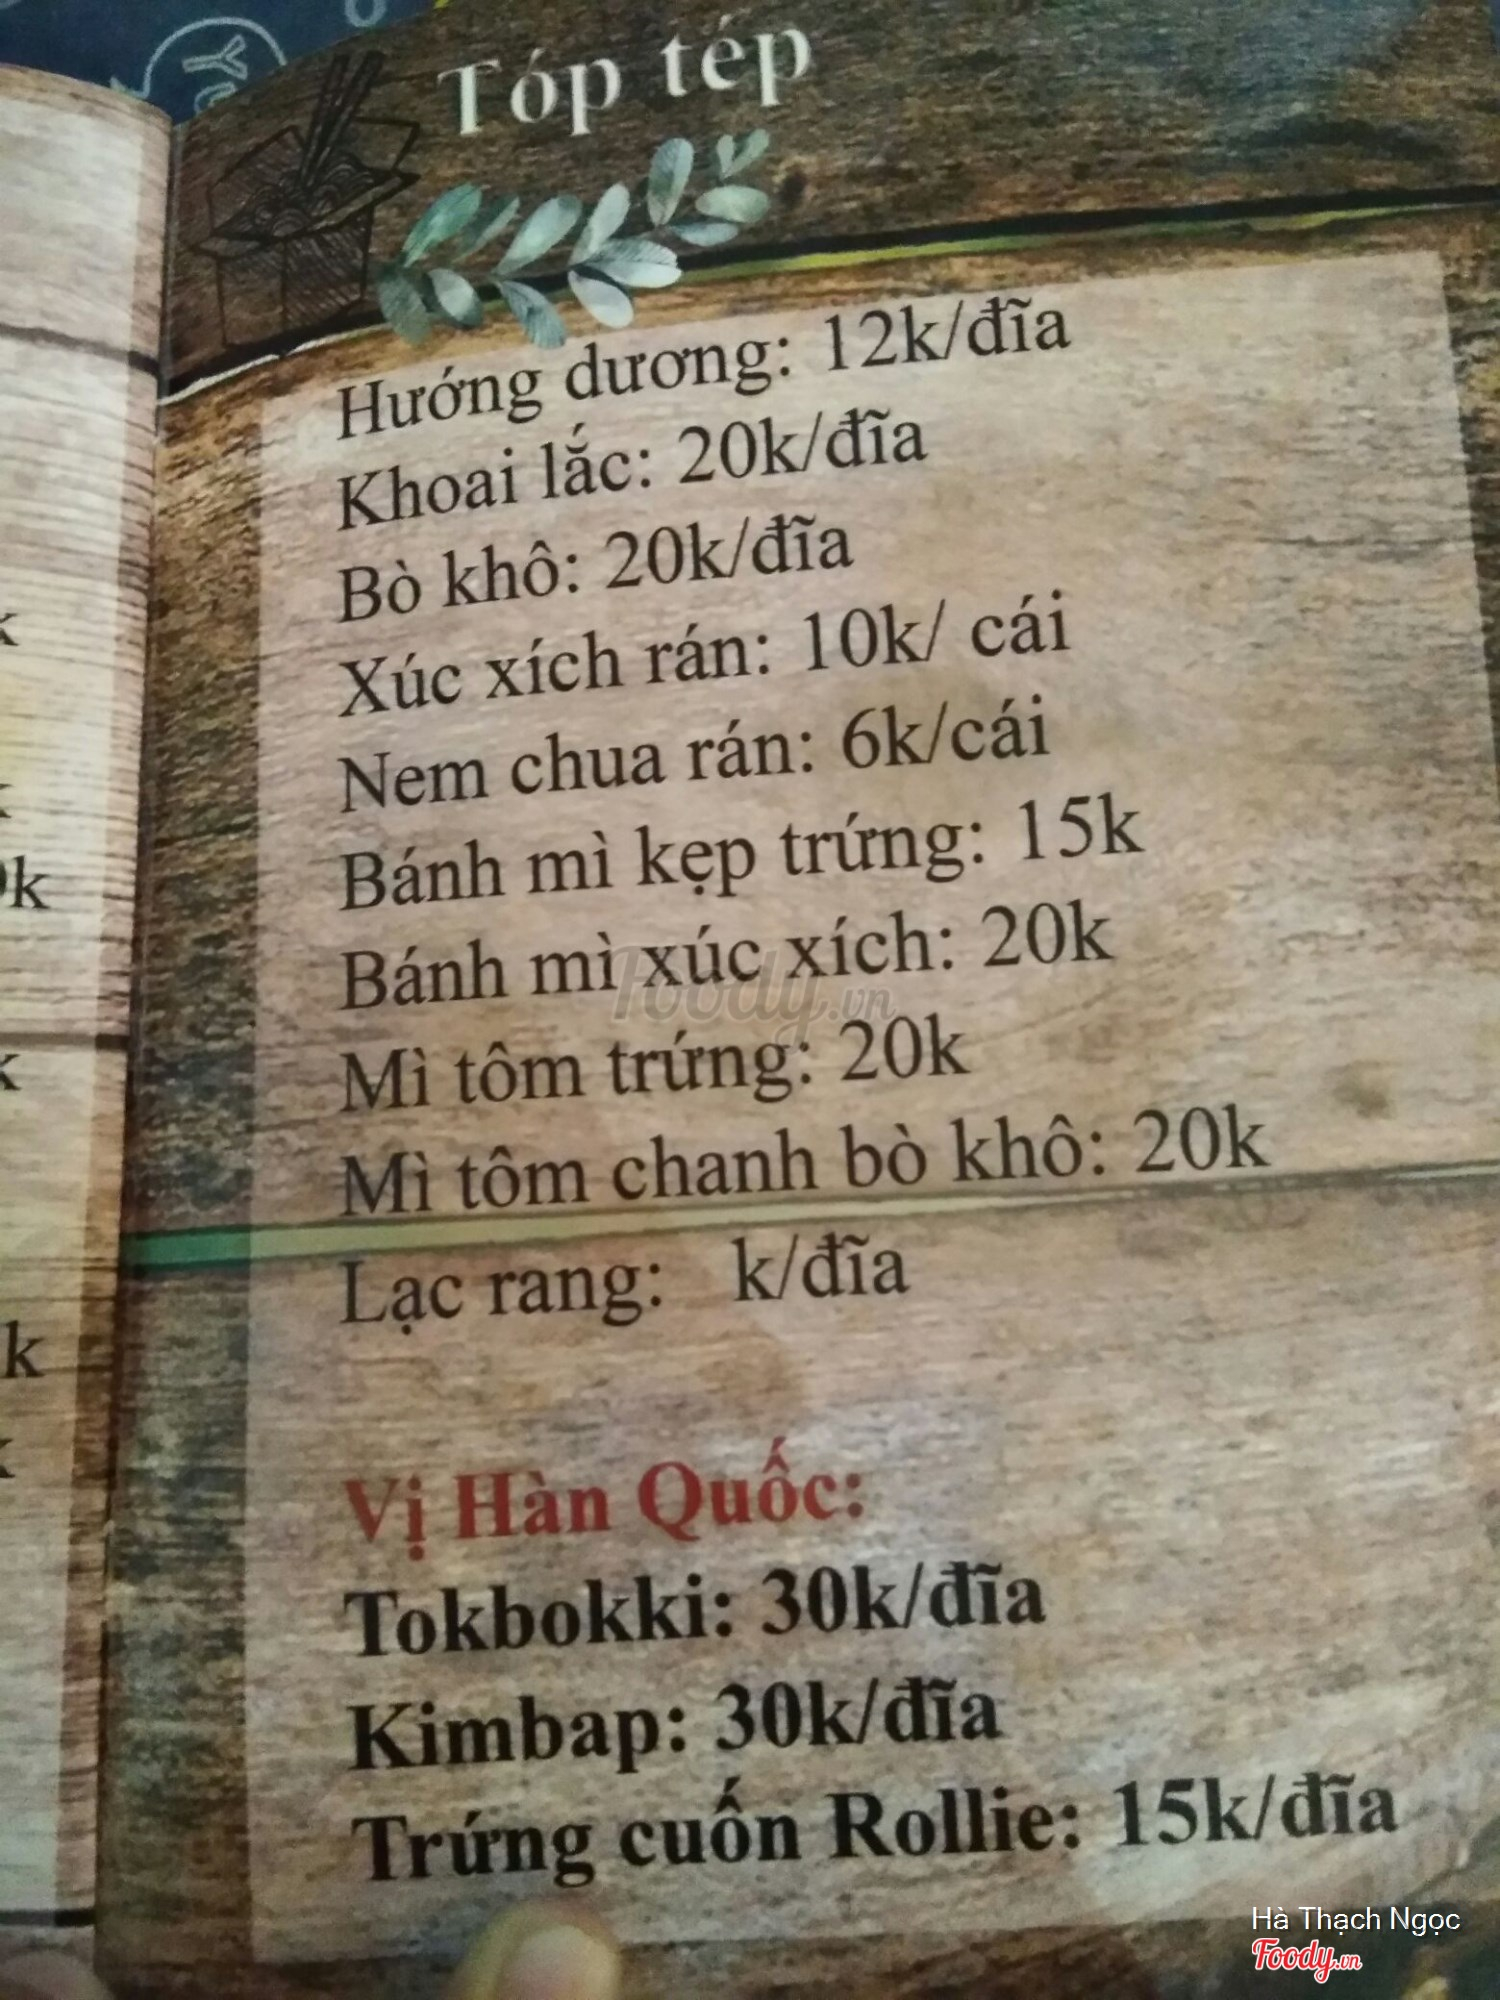 Tóp tép
Hướng dương: 12k/đĩa
Khoai lắc: 20k/đĩa
Bò khô: 20k/đĩa
Xúc xích rán: 10k/ cái
Nem chua rán: 6k/cái
Bánh mì kẹp trứng: 15k
Bánh mì xúc xích: 20k
Foody.vn
Mì tôm trứng: 20k
Mì tôm chanh bò khô: 20k
Lạc rang: k/đĩa
Vị Hàn Quốc:
Tokbokki: 30k/đĩa
Kimbap: 30k/đĩa
Trứng cuốn Rollie: 15k/đĩa
Hà Thạch Ngọc
Foody.vn